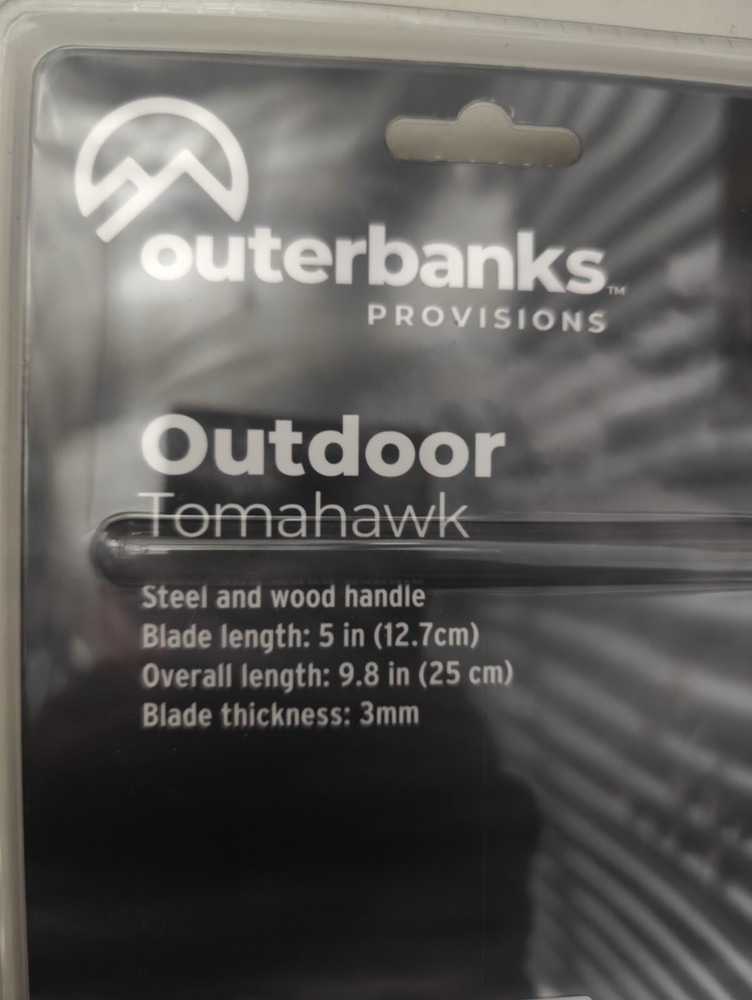 outerbanks™
PROVISIONS
Outdoor
Tomahawk
Steel and wood handle
Blade length: 5 in (12.7cm)
Overall length: 9.8 in (25 cm)
Blade thickness: 3mm